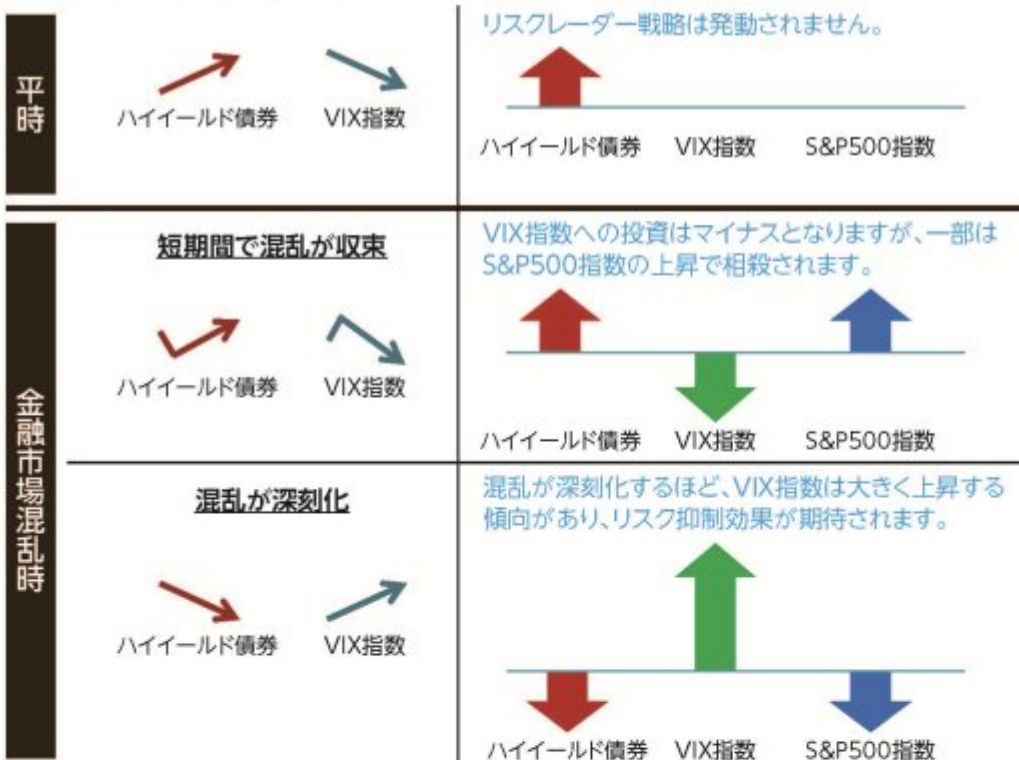 平時
ハイイールド債券
VIX指数
リスクレーダー戦略は発動されません。
ハイイールド債券
VIX指数
S&P500指数
金融市場混乱時
短期間で混乱が収束
ハイイールド債券
VIX指数
VIX指数への投資はマイナスとなりますが、一部は
S&P500指数の上昇で相殺されます。
ハイイールド債券
VIX指数
S&P500指数
混乱が深刻化
ハイイールド債券
VIX指数
混乱が深刻化するほど、VIX指数は大きく上昇する
傾向があり、リスク抑制効果が期待されます。
ハイイールド債券
VIX指数
S&P500指数